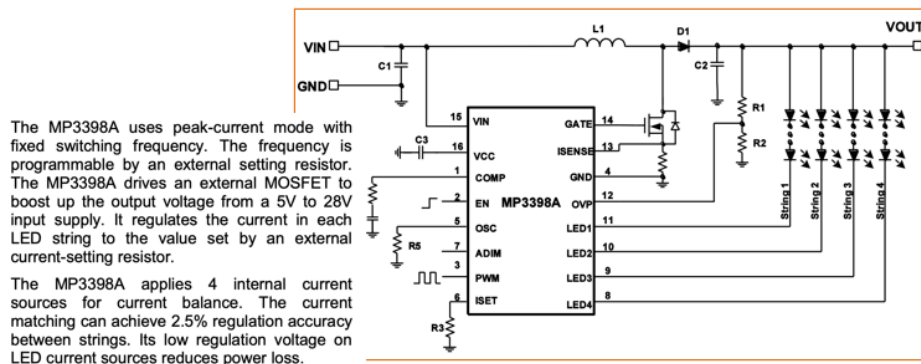 The MP3398A uses peak-current mode with
fixed switching frequency. The frequency is
programmable by an external setting resistor.
The MP3398A drives an external MOSFET to
boost up the output voltage from a 5V to 28V
input supply. It regulates the current in each
LED string to the value set by an external
current-setting resistor.
The MP3398A applies 4 internal current
sources for current balance. The current
matching can achieve 2.5% regulation accuracy
between strings. Its low regulation voltage on
LED current sources reduces power loss.
VIN
L1
D1
VOUT
C1
C2
GND
R1
R2
15 VIN
GATE 14
C3
16 VCC
ISENSE 13
1 COMP
GND 4
2 EN
MP3398A
OVP 12
5 OSC
LED1 11
R5
7 ADIM
LED2 10
3 PWM
LED3 9
6 ISET
LED4 8
R3
String 1
String 2
String 3
String 4